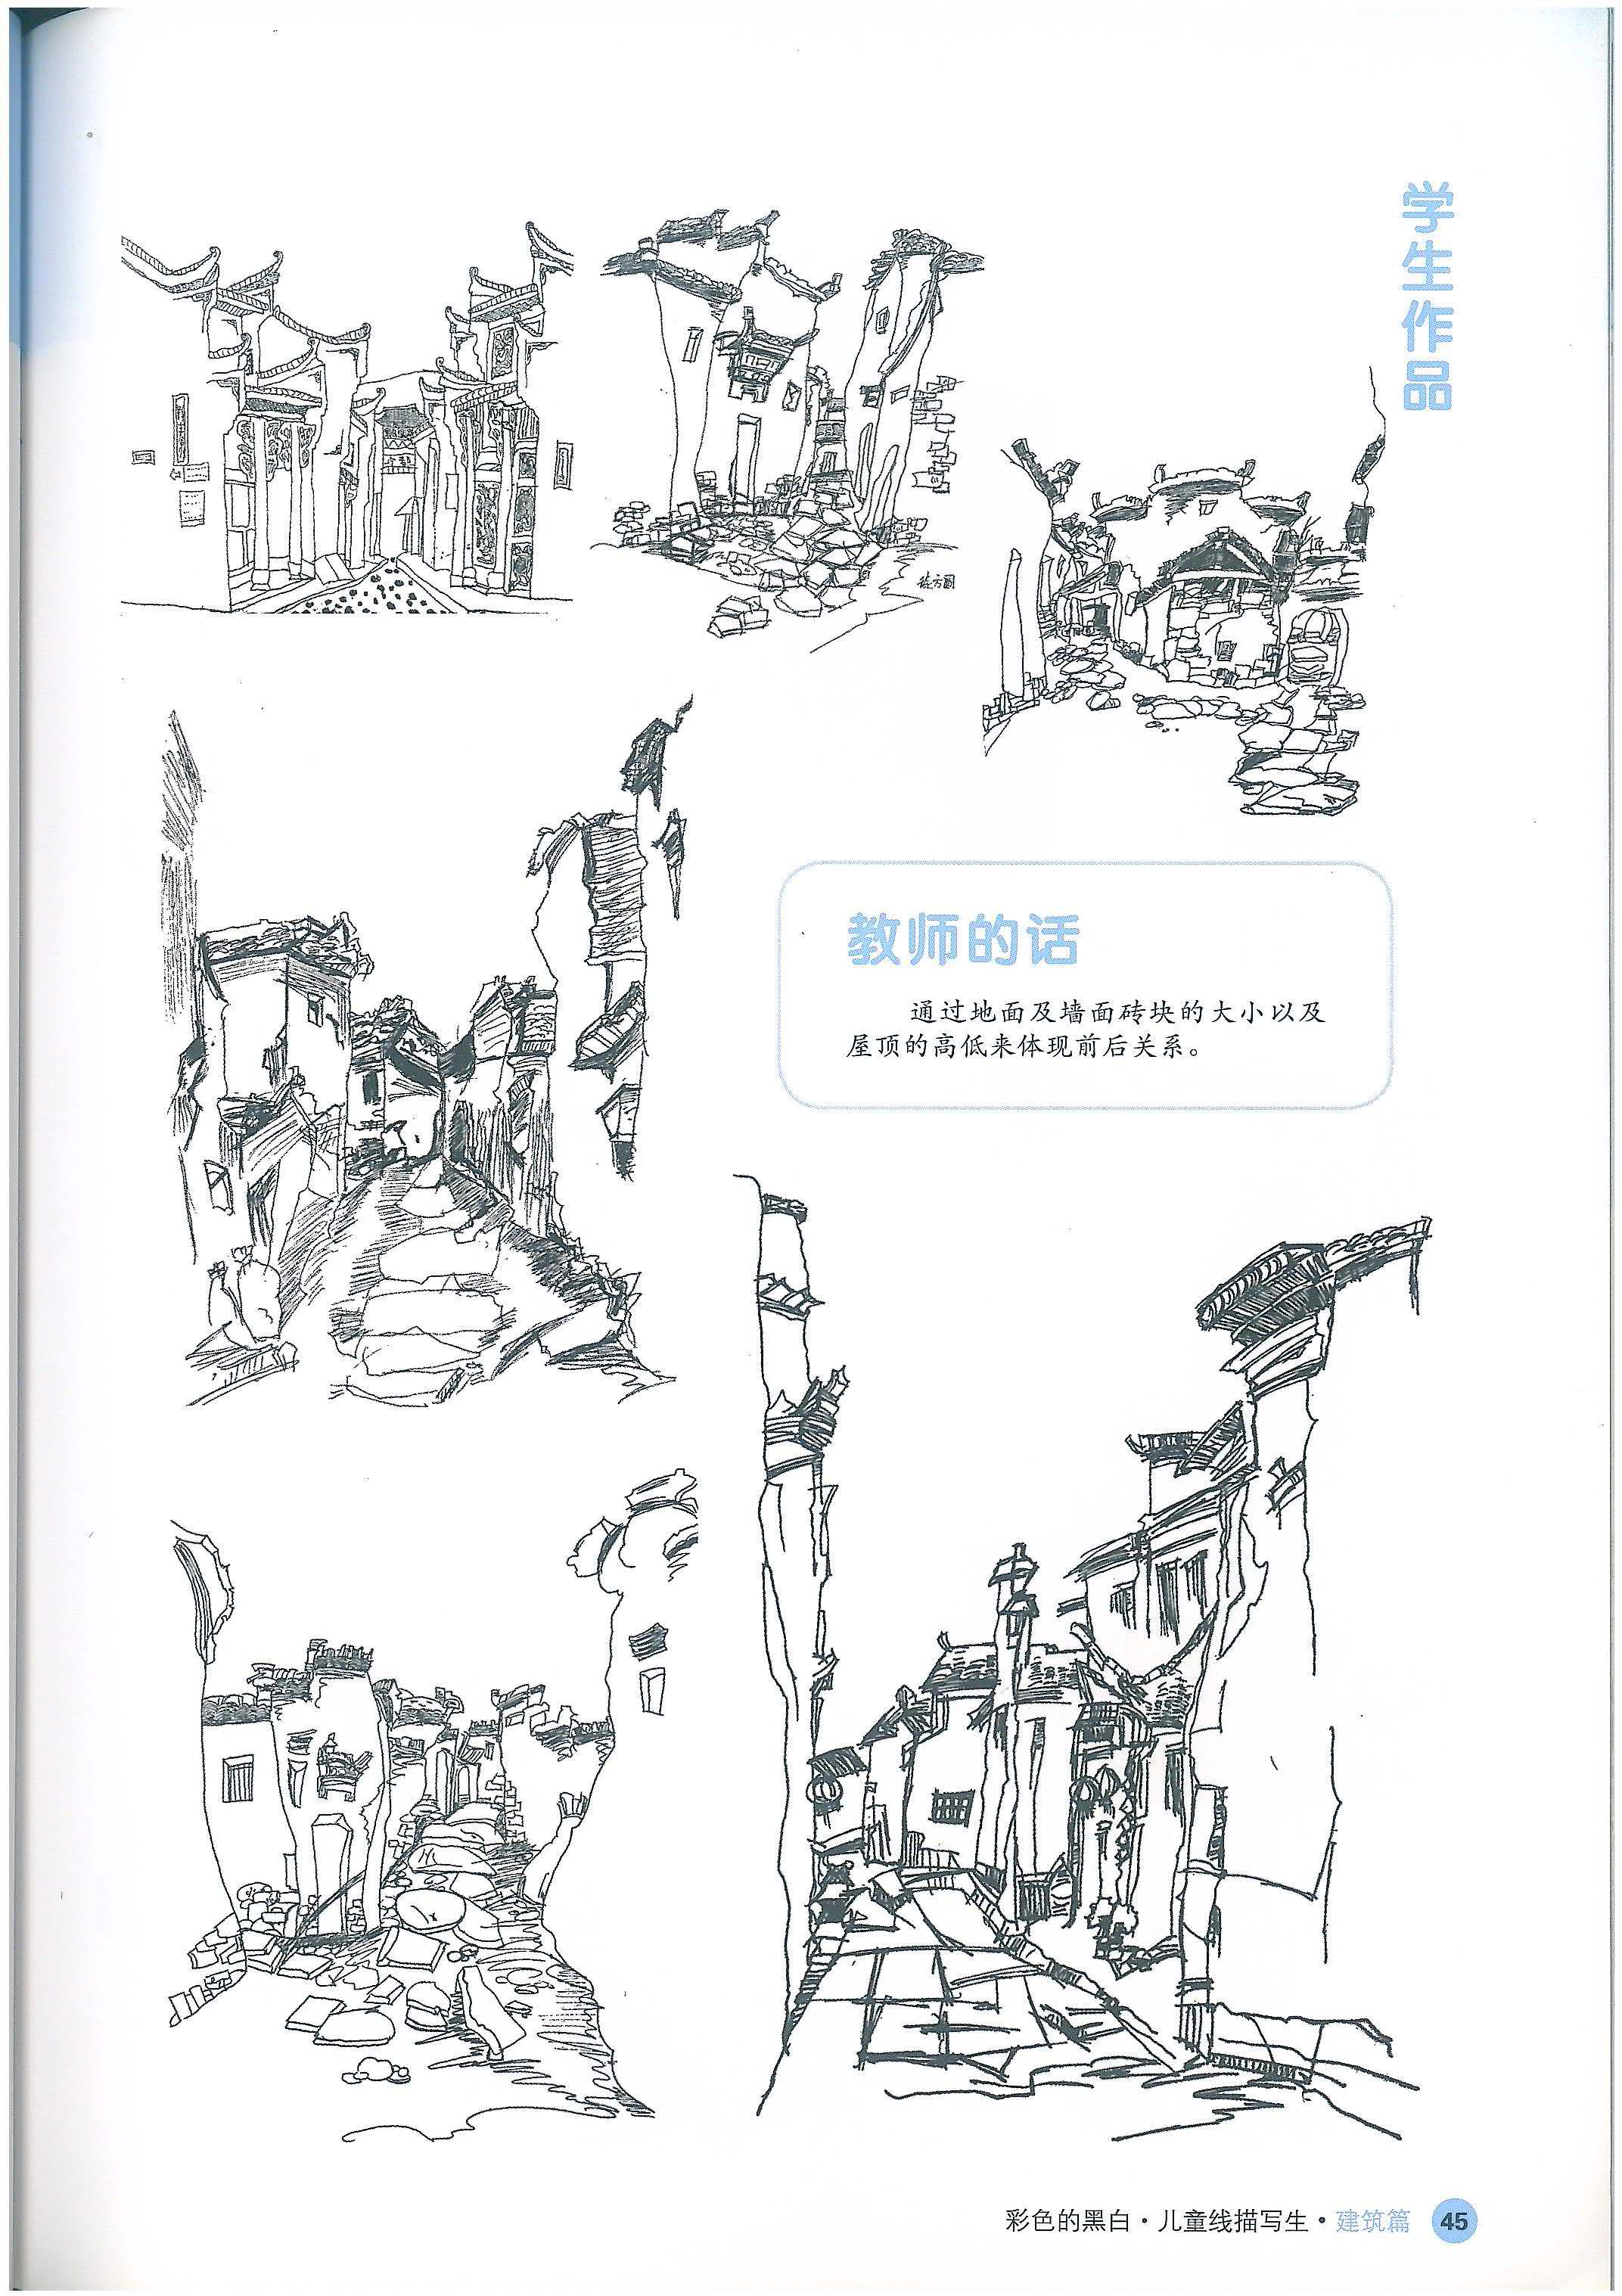 学生作品
教师的话
通过地面及墙面砖块的大小以及
屋顶的高低来体现前后关系。
彩色的黑白·儿童线描写生·建筑篇 45